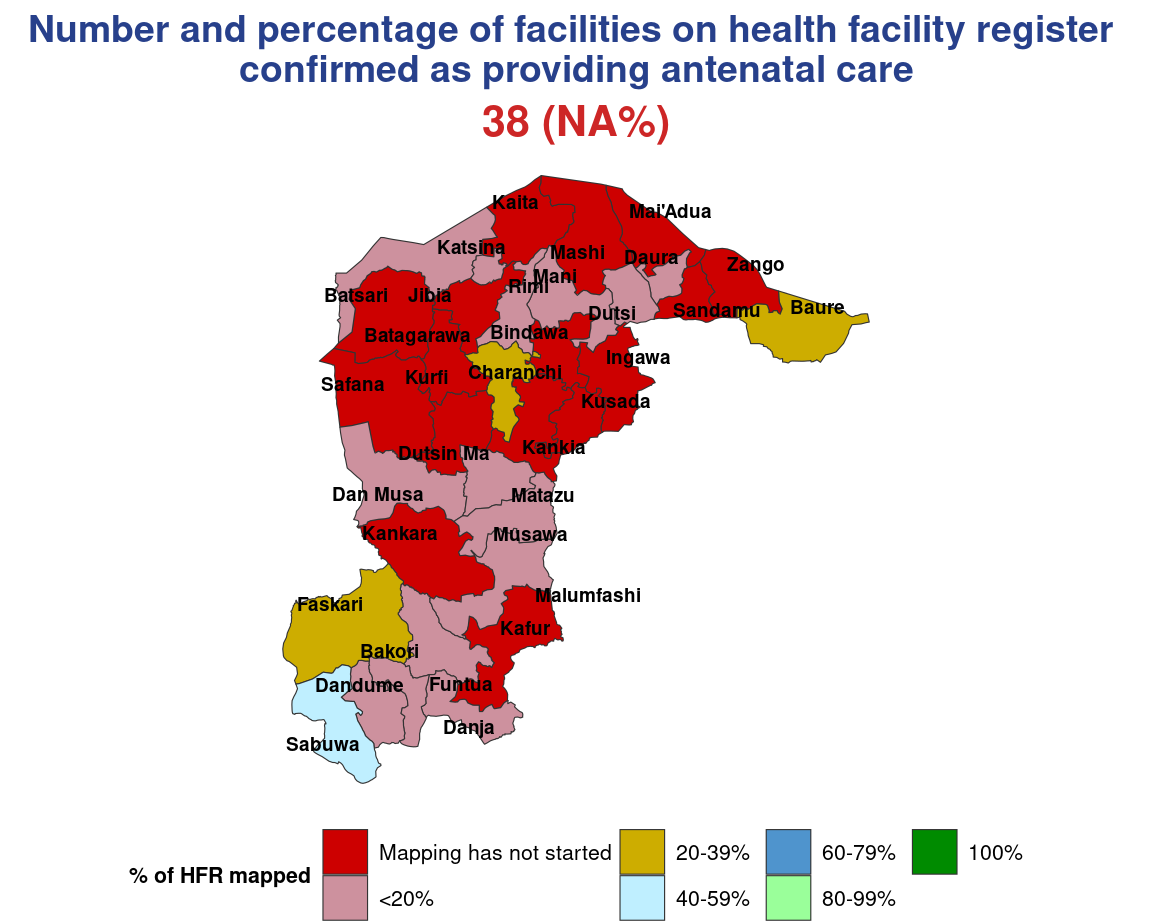 Number and percentage of facilities on health facility register
confirmed as providing antenatal care
38 (NA%)
Kaita
Mai'Adua
Katsina
Mashi
Daura
Zango
Mani
Rimi
Batsari
Jibia
Dutsi
Sandamu
Baure
Batagarawa
Bindawa
Ingawa
Charanchi
Safana
Kurfi
Kusada
Dutsin Ma
Kankia
Dan Musa
Matazu
Kankara
Musawa
Malumfashi
Faskari
Kafur
Bakori
Dandume
Funtua
Danja
Sabuwa
% of HFR mapped
Mapping has not started
<20%
20-39%
40-59%
60-79%
80-99%
100%